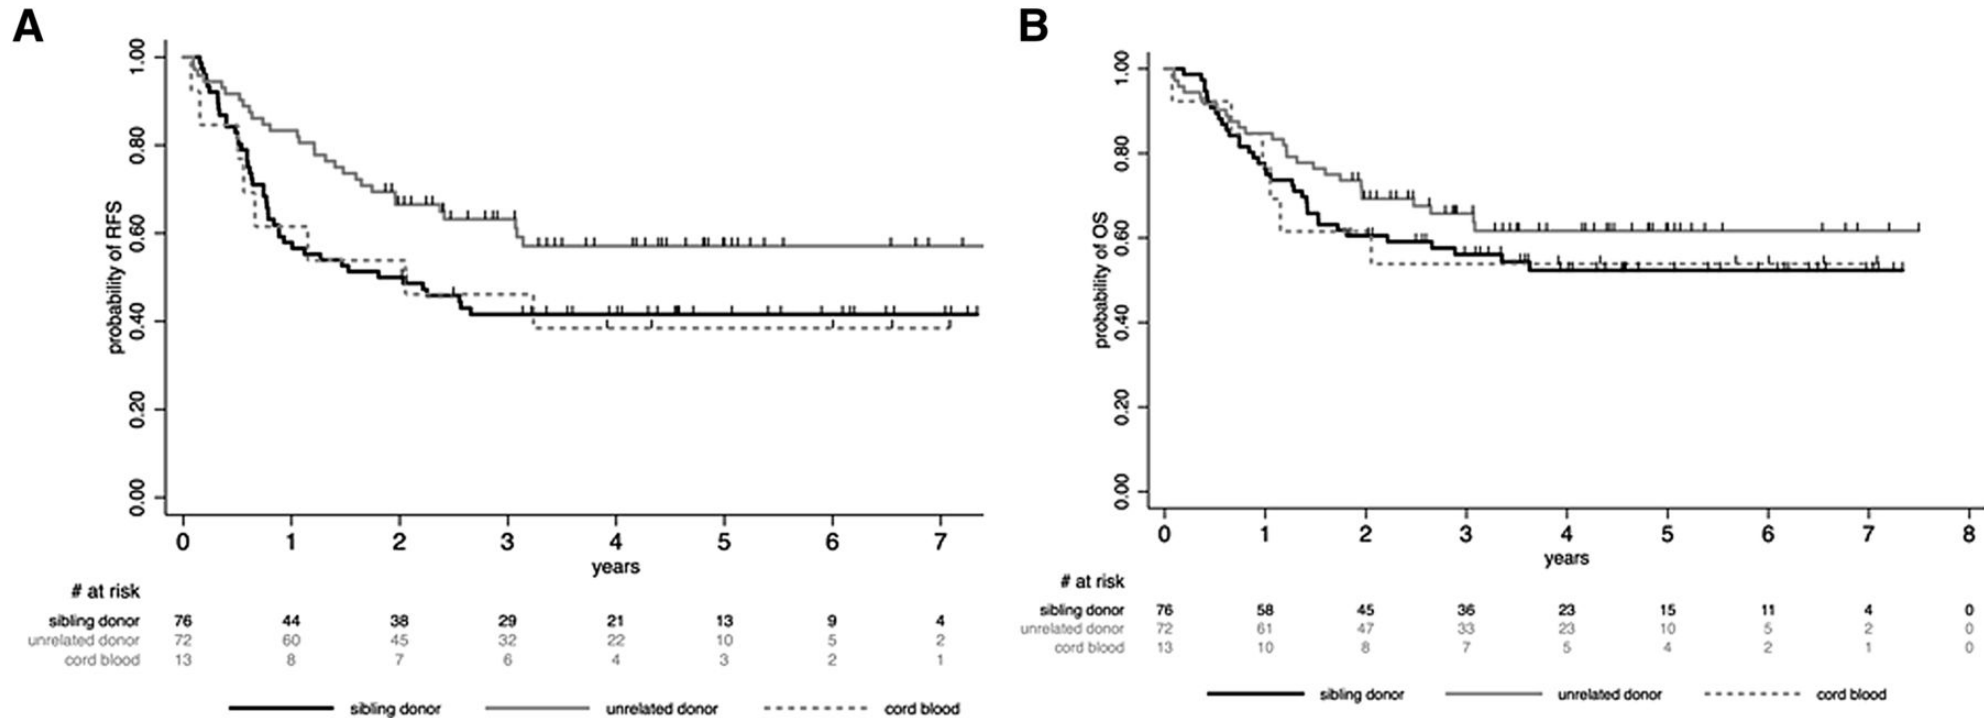 A
probability of RFS
1.00
0.80
0.60
0.40
0.20
0.00
0 1 2 3 4 5 6 7
years
# at risk
sibling donor 76 44 38 29 21 13 9 4
unrelated donor 72 60 45 32 22 10 5 2
cord blood 13 8 7 6 4 3 2 1
sibling donor unrelated donor cord blood
B
probability of OS
1.00
0.80
0.60
0.40
0.20
0.00
0 1 2 3 4 5 6 7 8
years
# at risk
sibling donor 76 58 45 36 23 15 11 4 0
unrelated donor 72 61 47 33 23 10 5 2 0
cord blood 13 10 8 7 5 4 2 1 0
sibling donor unrelated donor cord blood